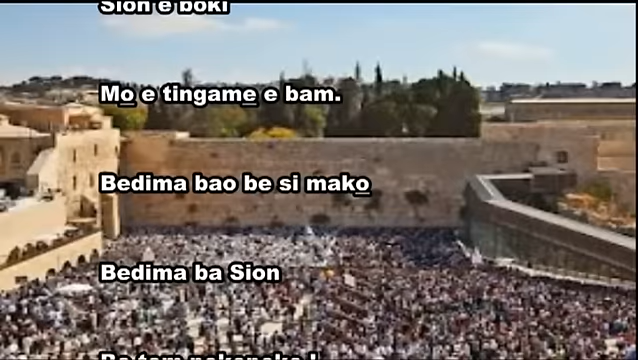 Sion e boki
Mo̲ e tingame̲ e bam.
Bedima bao be si mako̲
Bedima ba Sion